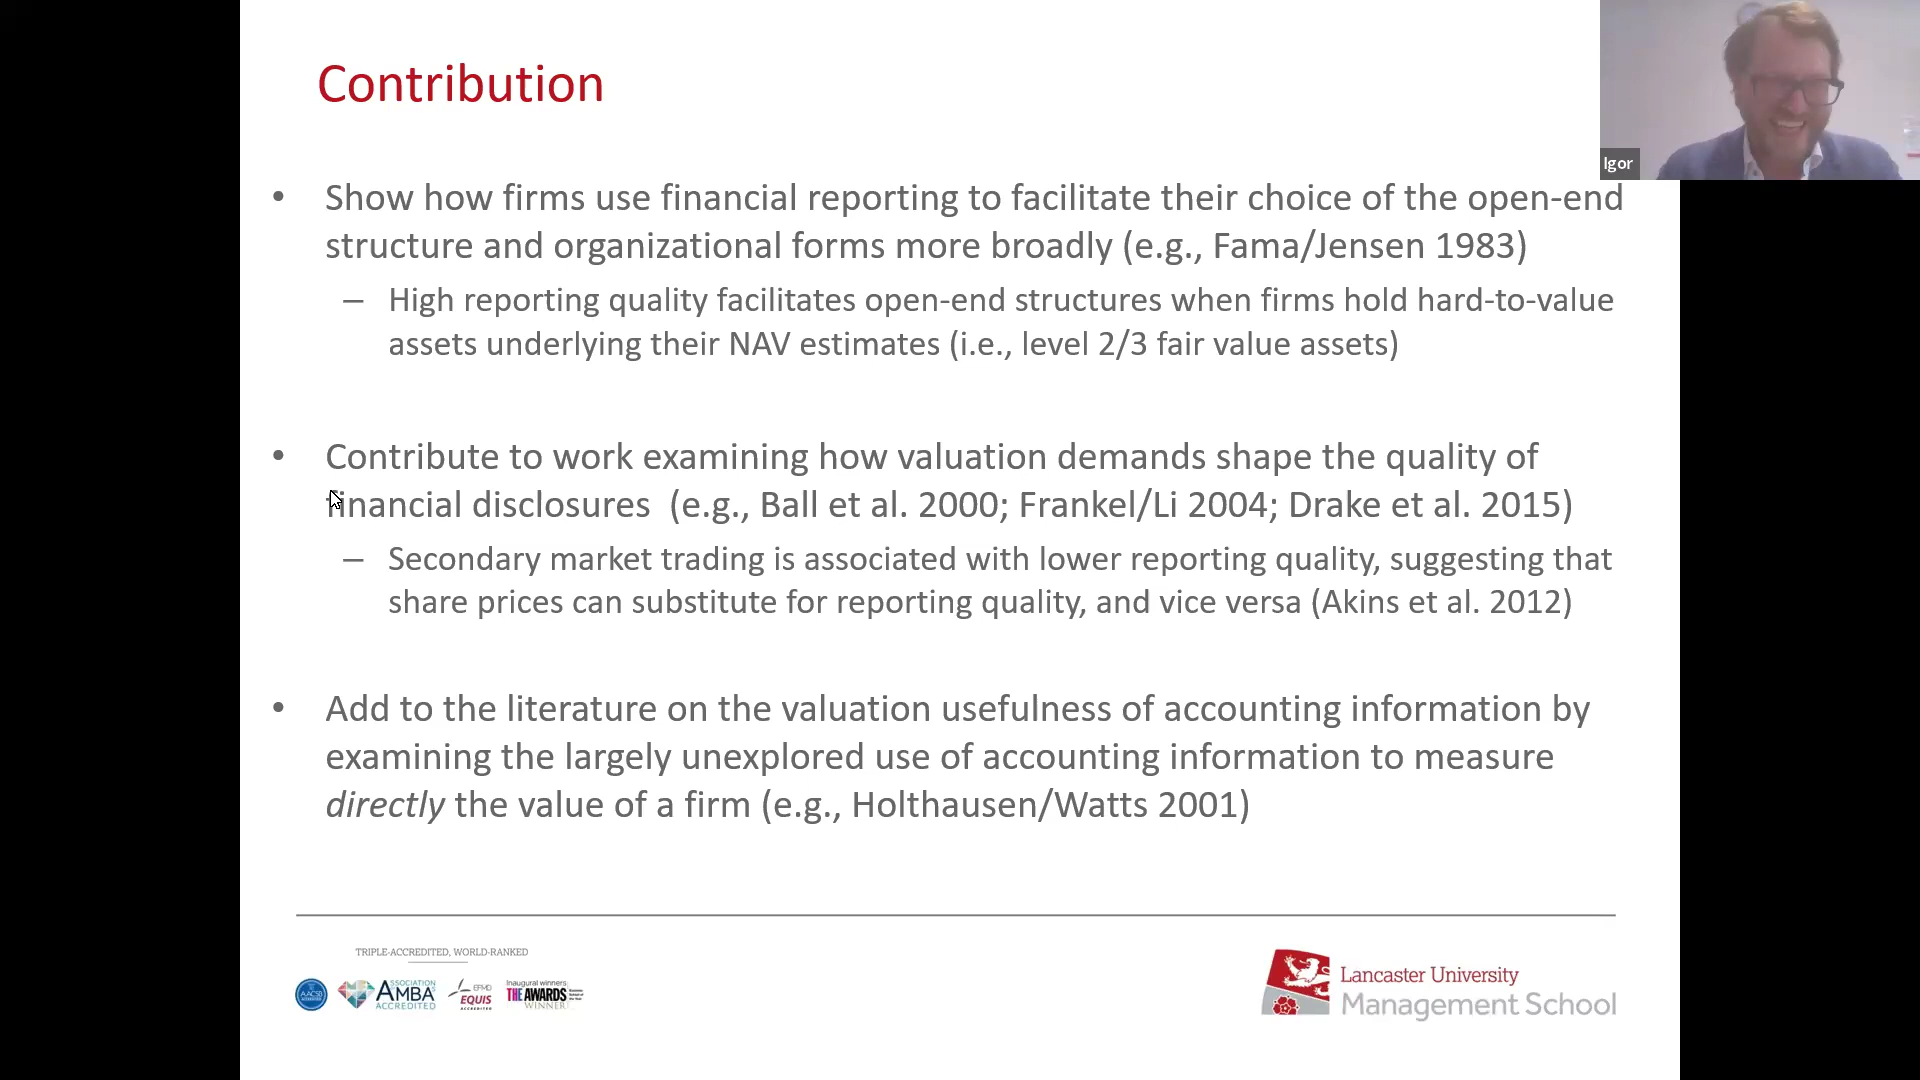 Contribution
Igor
• Show how firms use financial reporting to facilitate their choice of the open-end
structure and organizational forms more broadly (e.g., Fama/Jensen 1983)
– High reporting quality facilitates open-end structures when firms hold hard-to-value
assets underlying their NAV estimates (i.e., level 2/3 fair value assets)
• Contribute to work examining how valuation demands shape the quality of
financial disclosures (e.g., Ball et al. 2000; Frankel/Li 2004; Drake et al. 2015)
– Secondary market trading is associated with lower reporting quality, suggesting that
share prices can substitute for reporting quality, and vice versa (Akins et al. 2012)
• Add to the literature on the valuation usefulness of accounting information by
examining the largely unexplored use of accounting information to measure
directly the value of a firm (e.g., Holthausen/Watts 2001)
TRIPLE-ACCREDITED, WORLD-RANKED
AACSB
ASSOCIATION
AMBA
ACCREDITED
EFMD
EQUIS
ACCREDITED
Inaugural winners
THE AWARDS
WINNER
Lancaster University
Management School